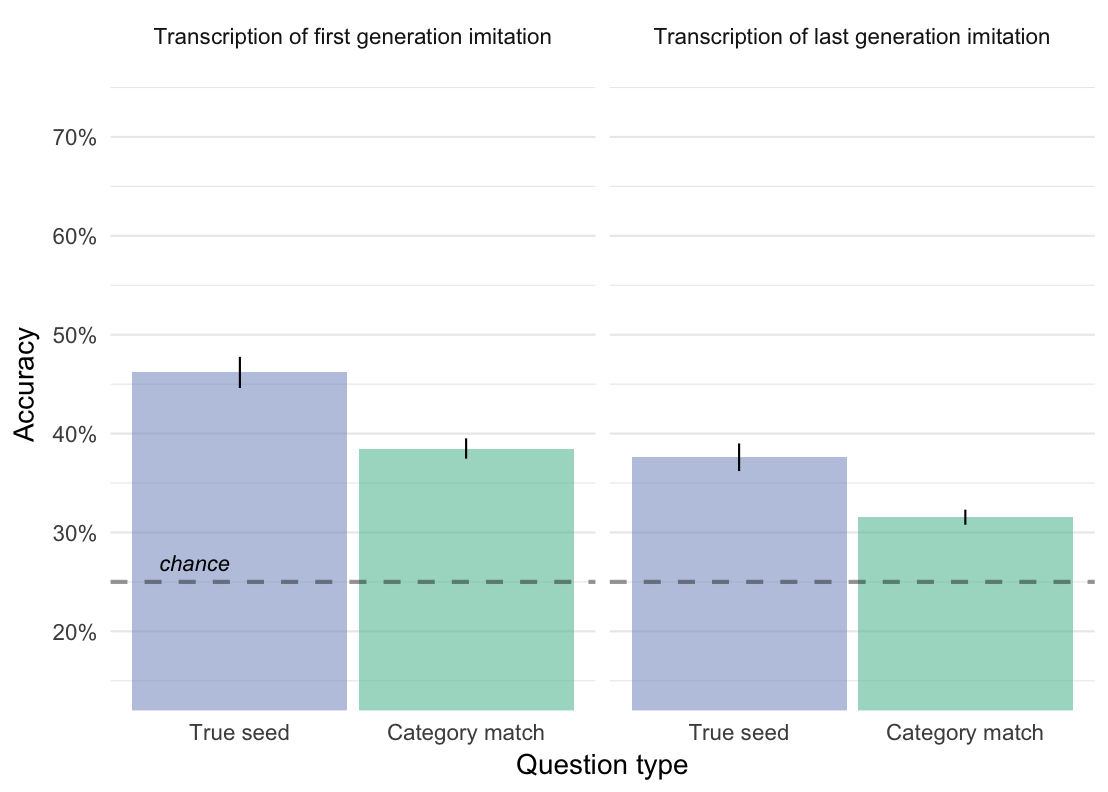 Transcription of first generation imitation
Transcription of last generation imitation
70%
60%
50%
40%
30%
20%
Accuracy
chance
True seed
Category match
True seed
Category match
Question type